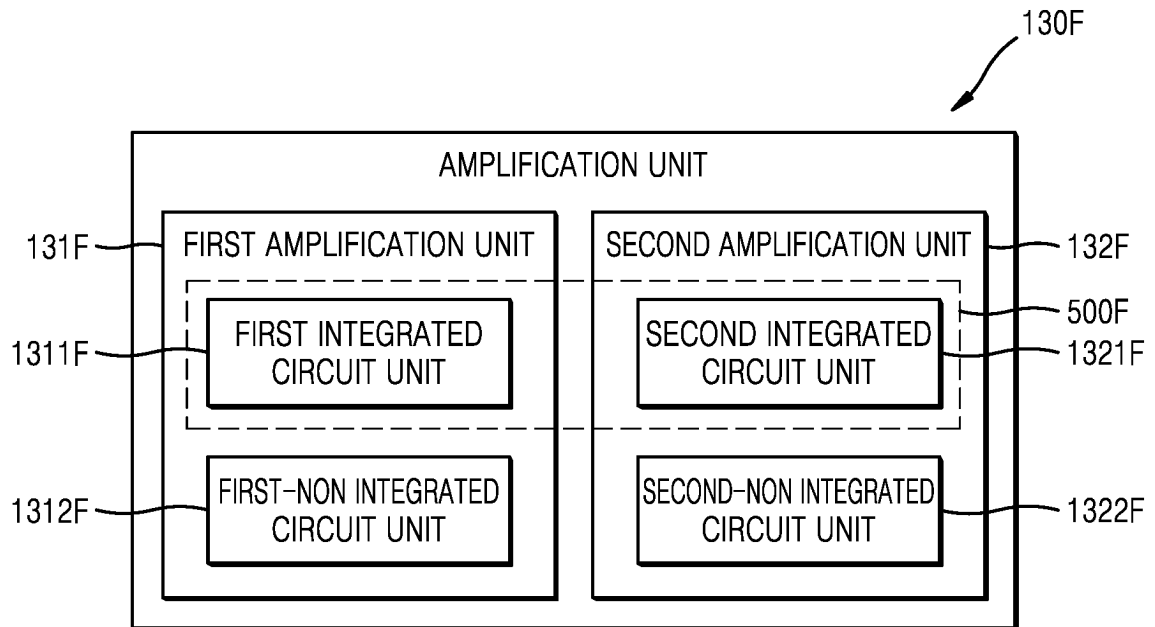 130F
AMPLIFICATION UNIT
131F
FIRST AMPLIFICATION UNIT
SECOND AMPLIFICATION UNIT
132F
500F
1311F
FIRST INTEGRATED
CIRCUIT UNIT
SECOND INTEGRATED
CIRCUIT UNIT
1321F
1312F
FIRST-NON INTEGRATED
CIRCUIT UNIT
SECOND-NON INTEGRATED
CIRCUIT UNIT
1322F